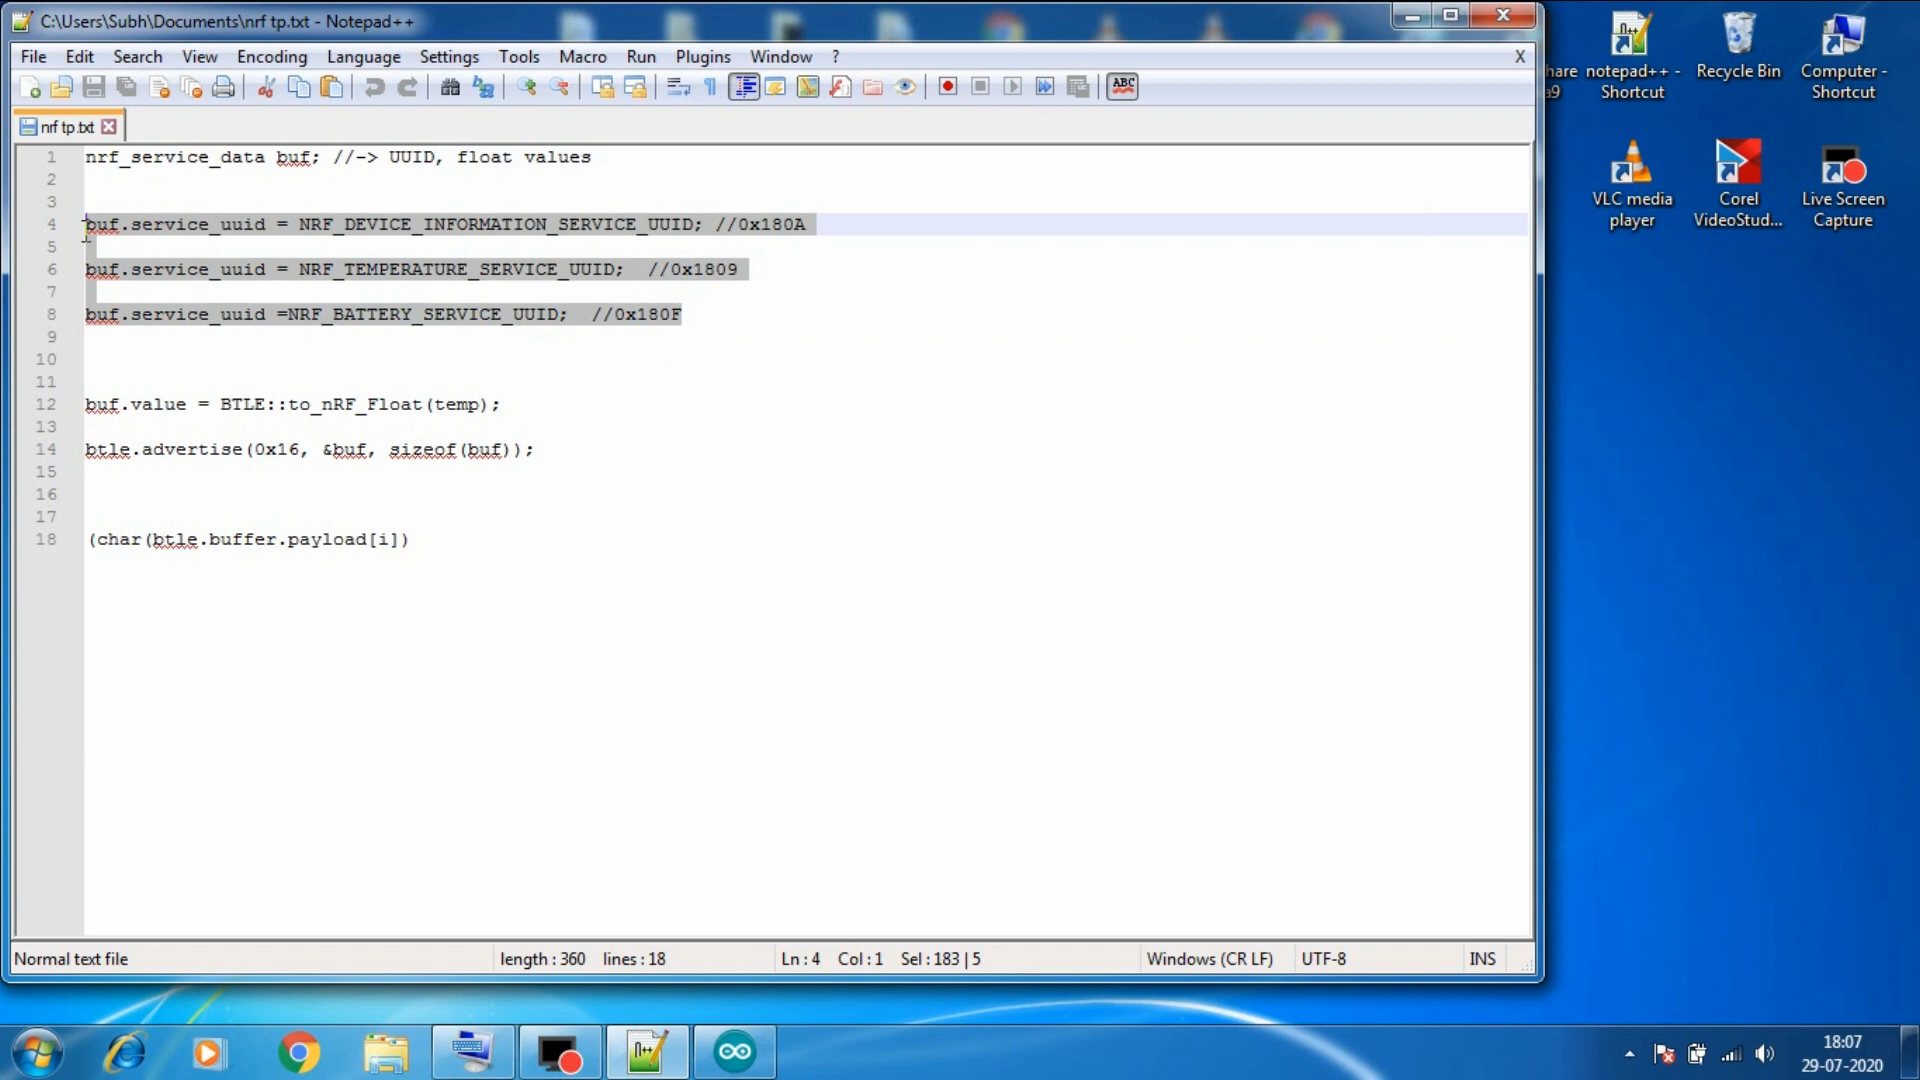 C:\Users\Subh\Documents\nrf tp.txt - Notepad++
File Edit Search View Encoding Language Settings Tools Macro Run Plugins Window ? X
ABC
nrf tp.txt
1 nrf_service_data buf; //-> UUID, float values
2
3
4 buf.service_uuid = NRF_DEVICE_INFORMATION_SERVICE_UUID; //0x180A
5
6 buf.service_uuid = NRF_TEMPERATURE_SERVICE_UUID; //0x1809
7
8 buf.service_uuid =NRF_BATTERY_SERVICE_UUID; //0x180F
9
10
11
12 buf.value = BTLE::to_nRF_Float(temp);
13
14 btle.advertise(0x16, &buf, sizeof(buf));
15
16
17
18 (char(btle.buffer.payload[i])
Normal text file length : 360 lines : 18 Ln : 4 Col : 1 Sel : 183 | 5 Windows (CR LF) UTF-8 INS
hare
a9
notepad++ -
Shortcut
Recycle Bin
Computer -
Shortcut
VLC media
player
Corel
VideoStud...
Live Screen
Capture
18:07
29-07-2020